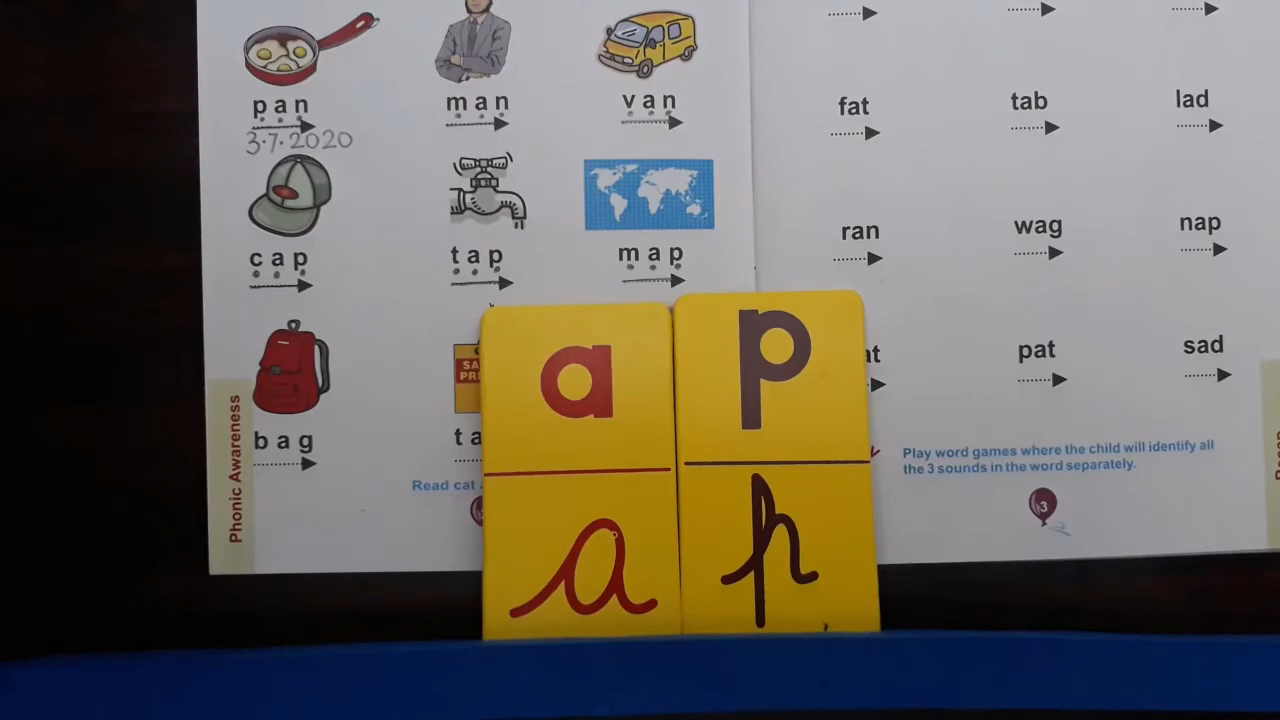 pan man van
3.7.2020
cap tap map
bag
Phonic Awareness
Read cat
fat tab lad
ran wag nap
pat sad
Play word games where the child will identify all
the 3 sounds in the word separately.
3
a p
a p